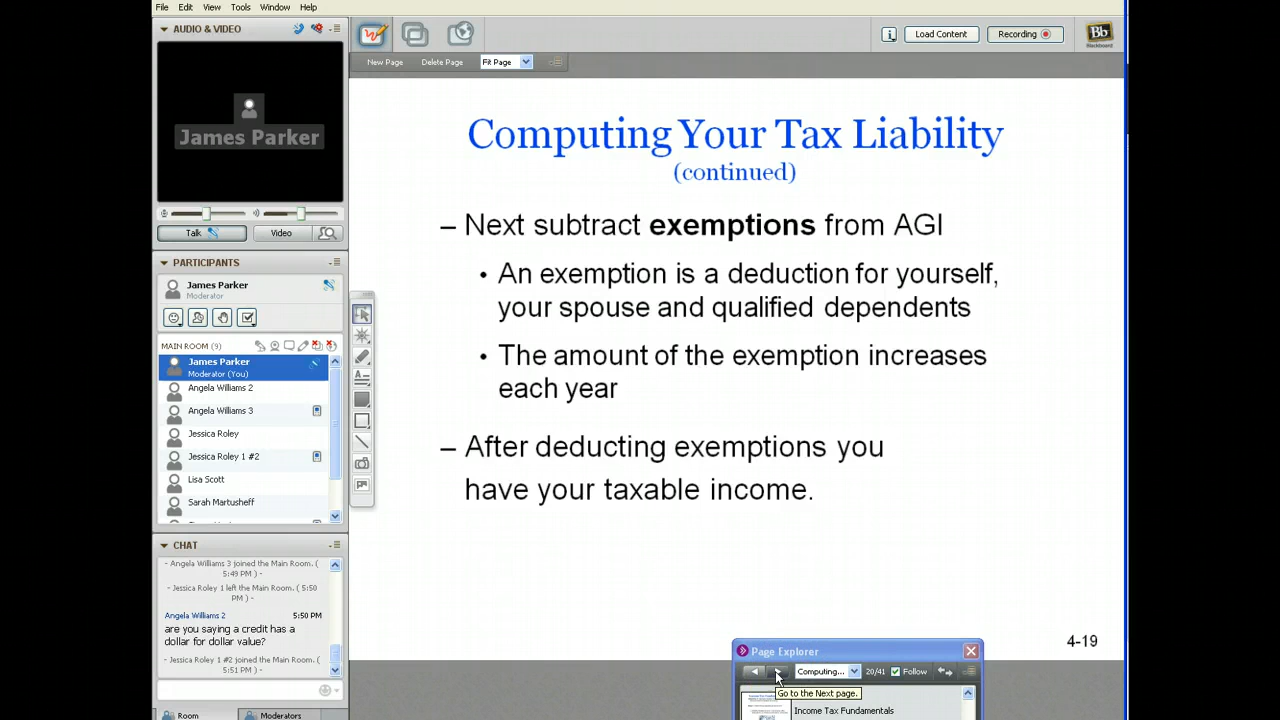 File Edit View Tools Window Help
AUDIO & VIDEO
James Parker
Talk
Video
PARTICIPANTS
James Parker
Moderator
MAIN ROOM (9)
James Parker
Moderator (You)
Angela Williams 2
Angela Williams 3
Jessica Roley
Jessica Roley 1 #2
Lisa Scott
Sarah Martusheff
CHAT
- Angela Williams 3 joined the Main Room. (
5:49 PM ) -
- Jessica Roley 1 left the Main Room. ( 5:50
PM ) -
Angela Williams 2 5:50 PM
are you saying a credit has a
dollar for dollar value?
- Jessica Roley 1 #2 joined the Main Room. (
5:51 PM ) -
Room
Moderators
Load Content
Recording
Bb
Blackboard
New Page Delete Page Fit Page
Computing Your Tax Liability
(continued)
– Next subtract exemptions from AGI
• An exemption is a deduction for yourself,
your spouse and qualified dependents
• The amount of the exemption increases
each year
– After deducting exemptions you
have your taxable income.
4-19
Page Explorer
Computing... 20/41 Follow
Go to the Next page.
Income Tax Fundamentals